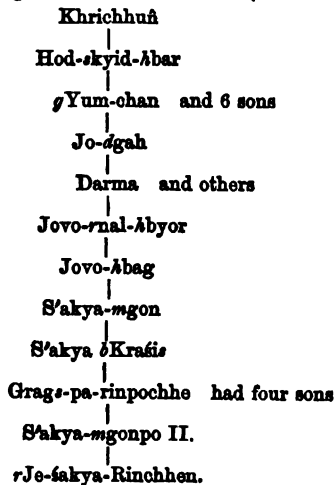 Khrichhuñ
Hod-skyid-hbar
gYum-chan and 6 sons
Jo-dgah
Darma and others
Jovo-rnal-hbyor
Jovo-hbag
S'akya-mgon
S'akya bKraśis
Grags-pa-rinpochhe had four sons
S'akya-mgonpo II.
rJe-śakya-Rinchhen.